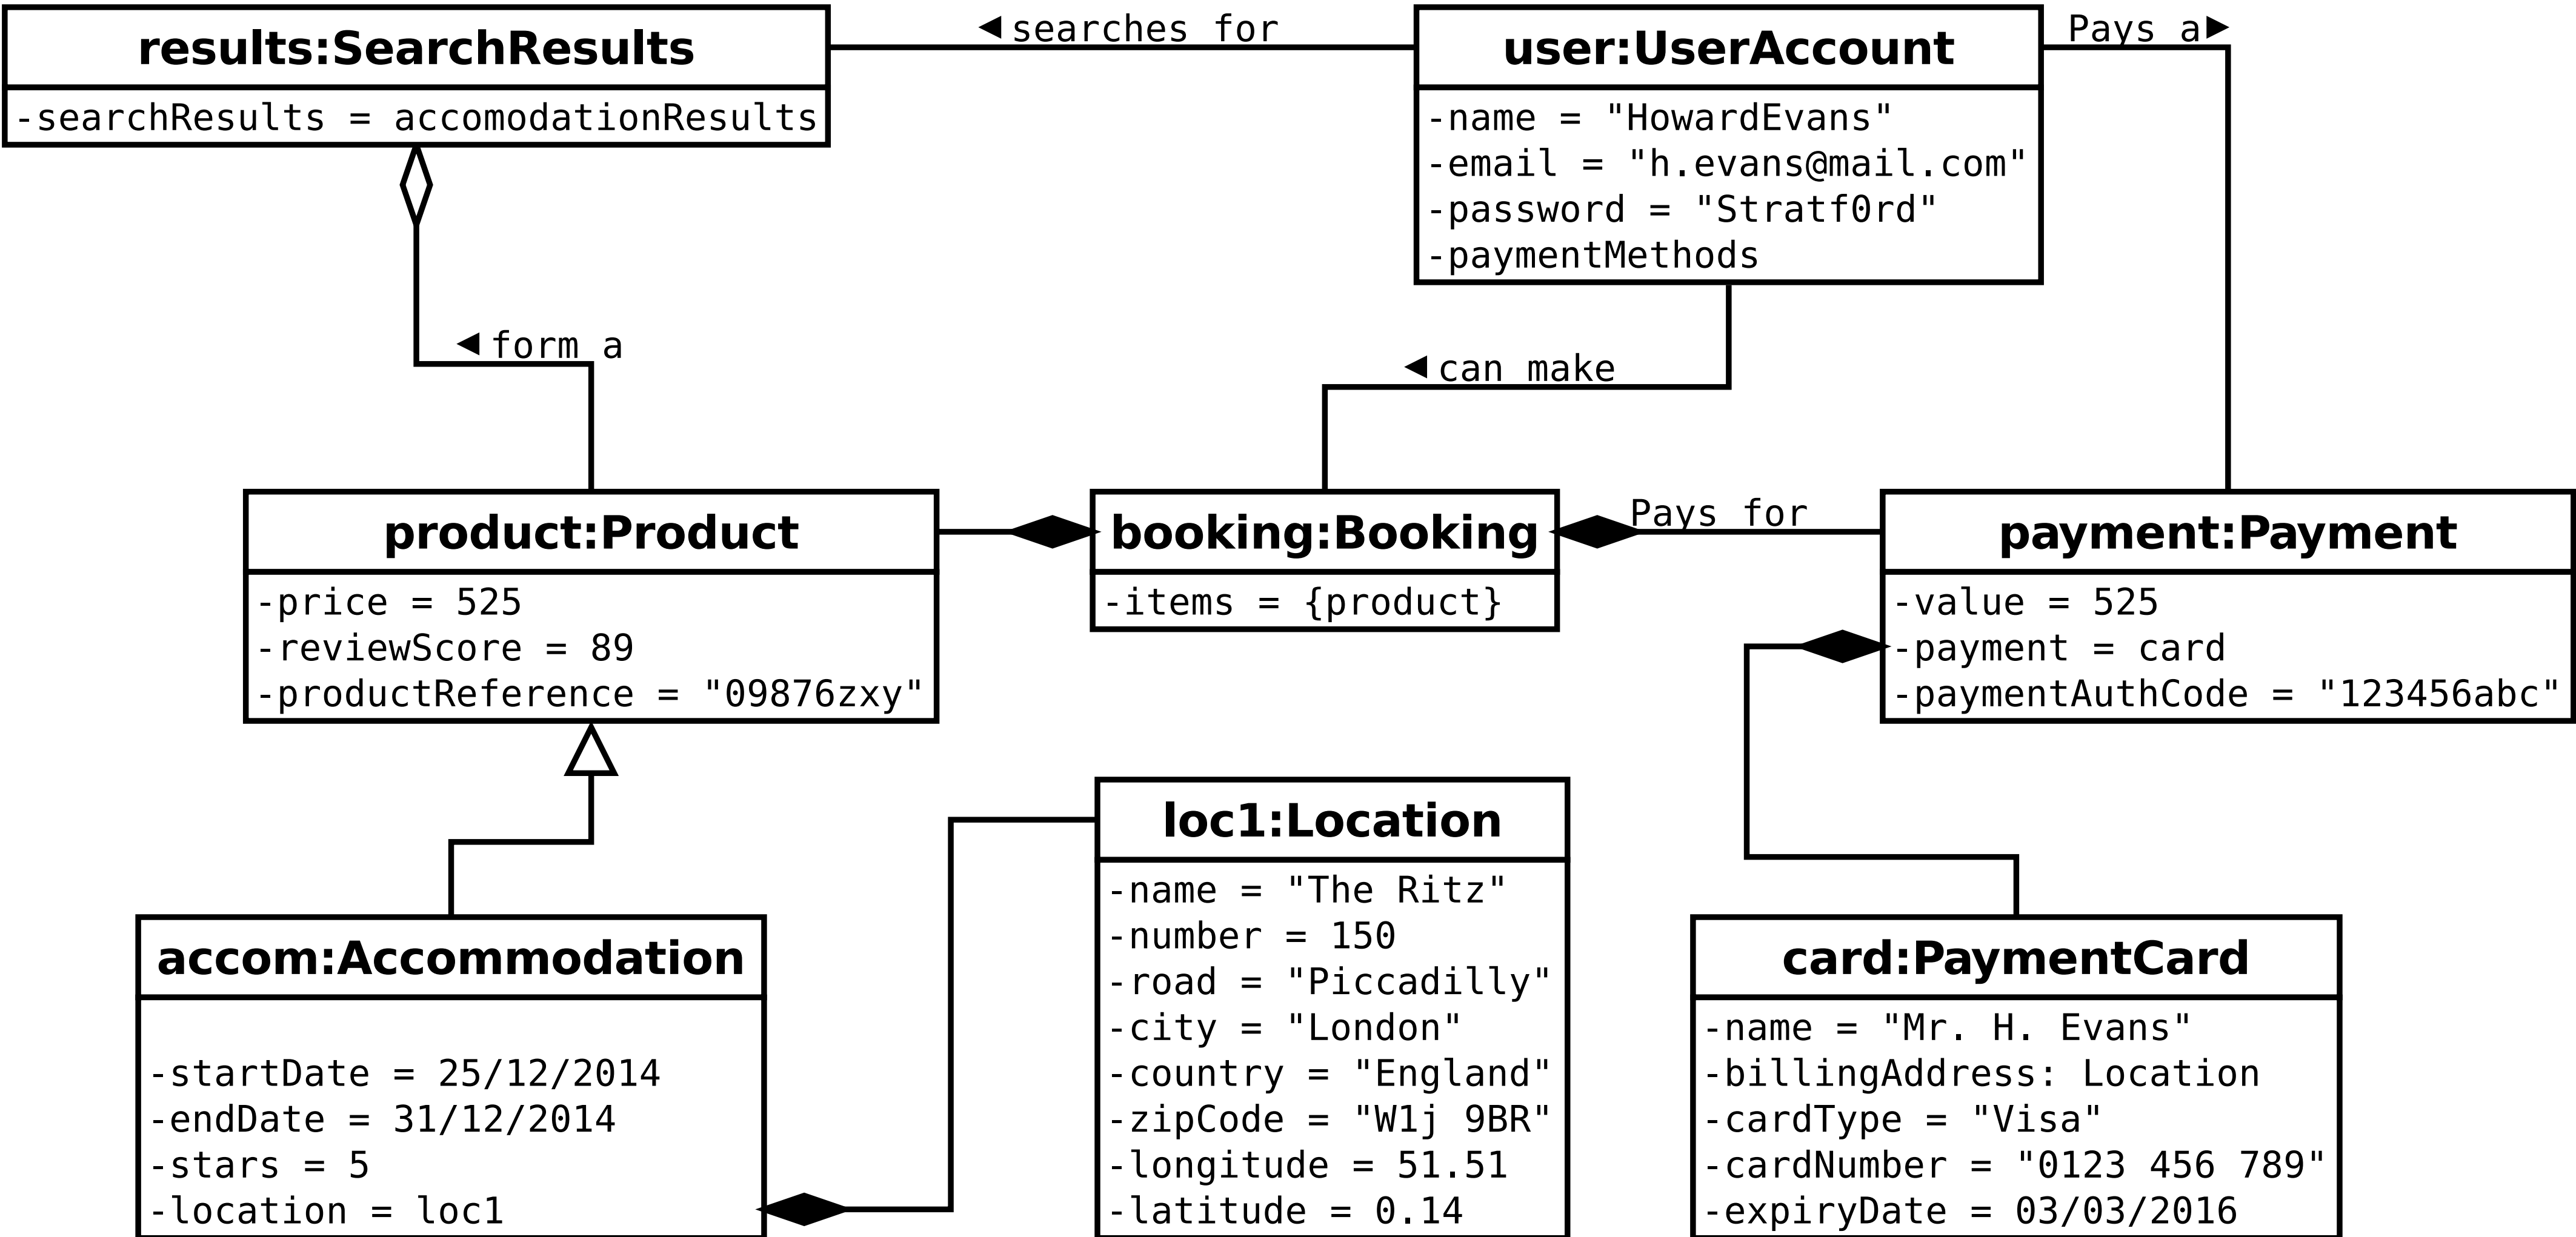 results:SearchResults
-searchResults = accomodationResults
searches for
user:UserAccount
-name = "HowardEvans"
-email = "h.evans@mail.com"
-password = "Stratf0rd"
-paymentMethods
Pays a
form a
can make
product:Product
-price = 525
-reviewScore = 89
-productReference = "09876zxy"
booking:Booking
-items = {product}
Pays for
payment:Payment
-value = 525
-payment = card
-paymentAuthCode = "123456abc"
accom:Accommodation
-startDate = 25/12/2014
-endDate = 31/12/2014
-stars = 5
-location = loc1
loc1:Location
-name = "The Ritz"
-number = 150
-road = "Piccadilly"
-city = "London"
-country = "England"
-zipCode = "W1j 9BR"
-longitude = 51.51
-latitude = 0.14
card:PaymentCard
-name = "Mr. H. Evans"
-billingAddress: Location
-cardType = "Visa"
-cardNumber = "0123 456 789"
-expiryDate = 03/03/2016